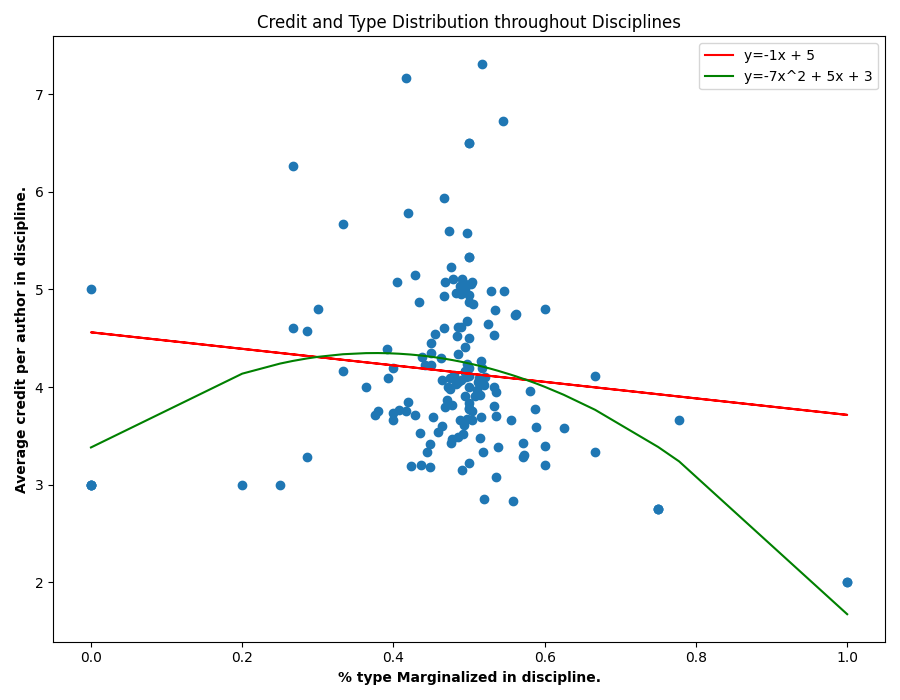 Credit and Type Distribution throughout Disciplines
y=-1x + 5
y=-7x^2 + 5x + 3
Average credit per author in discipline.
7
6
5
4
3
2
0.0 0.2 0.4 0.6 0.8 1.0
% type Marginalized in discipline.